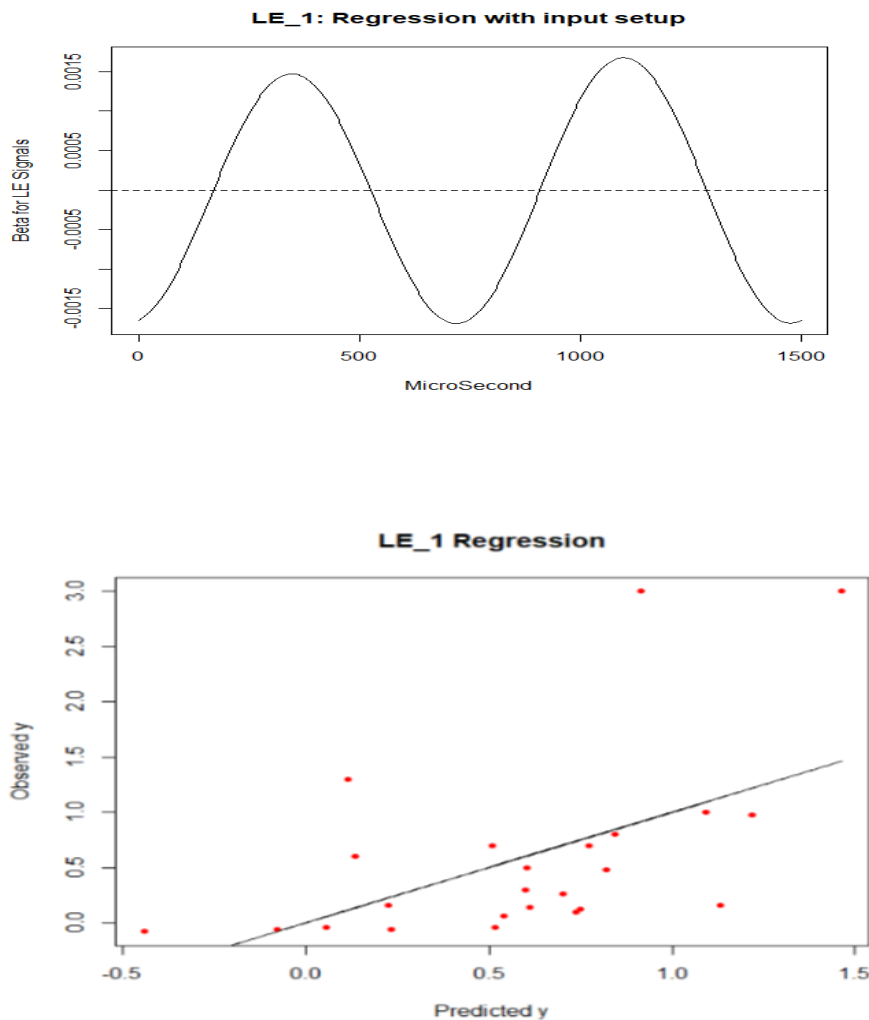 LE_1: Regression with input setup
Beta for LE Signals
0.0015
0.0005
-0.0005
-0.0015
0 500 1000 1500
MicroSecond
LE_1 Regression
Observed y
3.0
2.5
2.0
1.5
1.0
0.5
0.0
-0.5 0.0 0.5 1.0 1.5
Predicted y